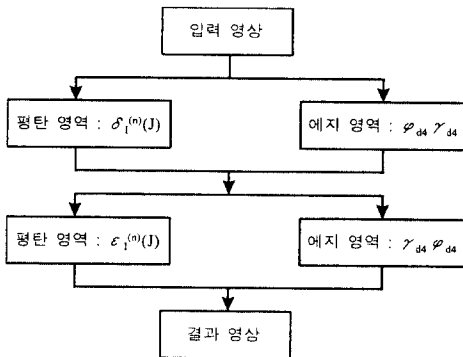 입력 영상
평탄 영역 : δ_I^(n)(J)
에지 영역 : φ_d4 γ_d4
평탄 영역 : ε_I^(n)(J)
에지 영역 : γ_d4 φ_d4
결과 영상